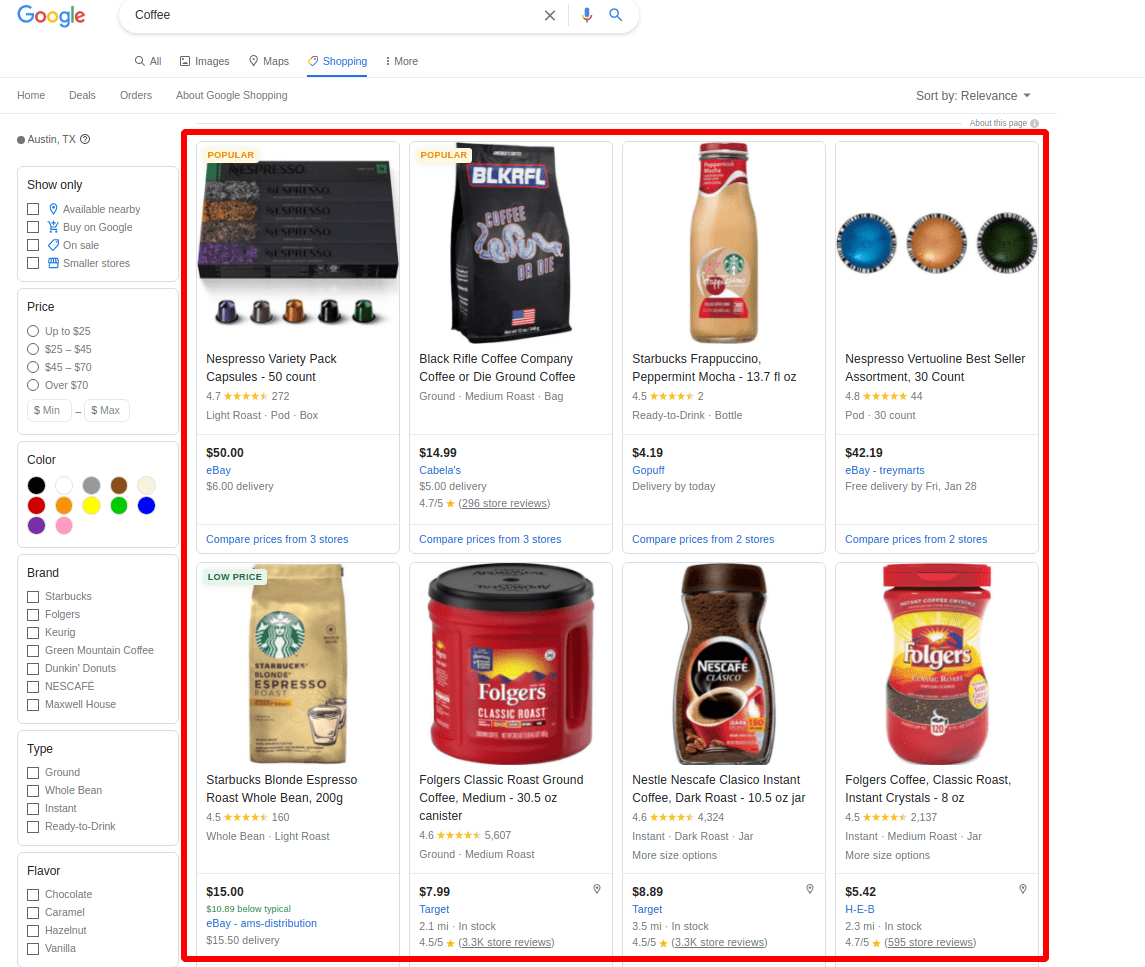 Google
Coffee
All
Images
Maps
Shopping
More
Home
Deals
Orders
About Google Shopping
Sort by: Relevance
About this page
Austin, TX
Show only
Available nearby
Buy on Google
On sale
Smaller stores
Price
Up to $25
$25 – $45
$45 – $70
Over $70
$ Min – $ Max
Color
Brand
Starbucks
Folgers
Keurig
Green Mountain Coffee
Dunkin' Donuts
NESCAFÉ
Maxwell House
Type
Ground
Whole Bean
Instant
Ready-to-Drink
Flavor
Chocolate
Caramel
Hazelnut
Vanilla
POPULAR
NESPRESSO
NESPRESSO
NESPRESSO
NESPRESSO
NESPRESSO
Nespresso Variety Pack
Capsules - 50 count
4.7 272
Light Roast · Pod · Box
$50.00
eBay
$6.00 delivery
Compare prices from 3 stores
POPULAR
AMERICA'S COFFEE
BLKRFL
COFFEE
OR DIE
Black Rifle Coffee Company
Coffee or Die Ground Coffee
Ground · Medium Roast · Bag
$14.99
Cabela's
$5.00 delivery
4.7/5 (296 store reviews)
Compare prices from 3 stores
Peppermint
Mocha
Starbucks Frappuccino,
Peppermint Mocha - 13.7 fl oz
4.5 2
Ready-to-Drink · Bottle
$4.19
Gopuff
Delivery by today
Compare prices from 2 stores
Nespresso Vertuoline Best Seller
Assortment, 30 Count
4.8 44
Pod · 30 count
$42.19
eBay - treymarts
Free delivery by Fri, Jan 28
Compare prices from 2 stores
LOW PRICE
STARBUCKS
BLONDE
ESPRESSO
ROAST
Starbucks Blonde Espresso
Roast Whole Bean, 200g
4.5 160
Whole Bean · Light Roast
$15.00
$10.89 below typical
eBay - ams-distribution
$15.50 delivery
Folgers
CLASSIC ROAST
Folgers Classic Roast Ground
Coffee, Medium - 30.5 oz
canister
4.6 5,607
Ground · Medium Roast
$7.99
Target
2.1 mi · In stock
4.5/5 (3.3K store reviews)
NESCAFÉ
CLÁSICO
DARK
150
Nestle Nescafe Clasico Instant
Coffee, Dark Roast - 10.5 oz jar
4.6 4,324
Instant · Dark Roast · Jar
More size options
$8.89
Target
3.5 mi · In stock
4.5/5 (3.3K store reviews)
INSTANT COFFEE CRYSTALS
Folgers
CLASSIC ROAST
120
Folgers Coffee, Classic Roast,
Instant Crystals - 8 oz
4.5 2,137
Instant · Medium Roast · Jar
More size options
$5.42
H-E-B
2.3 mi · In stock
4.7/5 (595 store reviews)